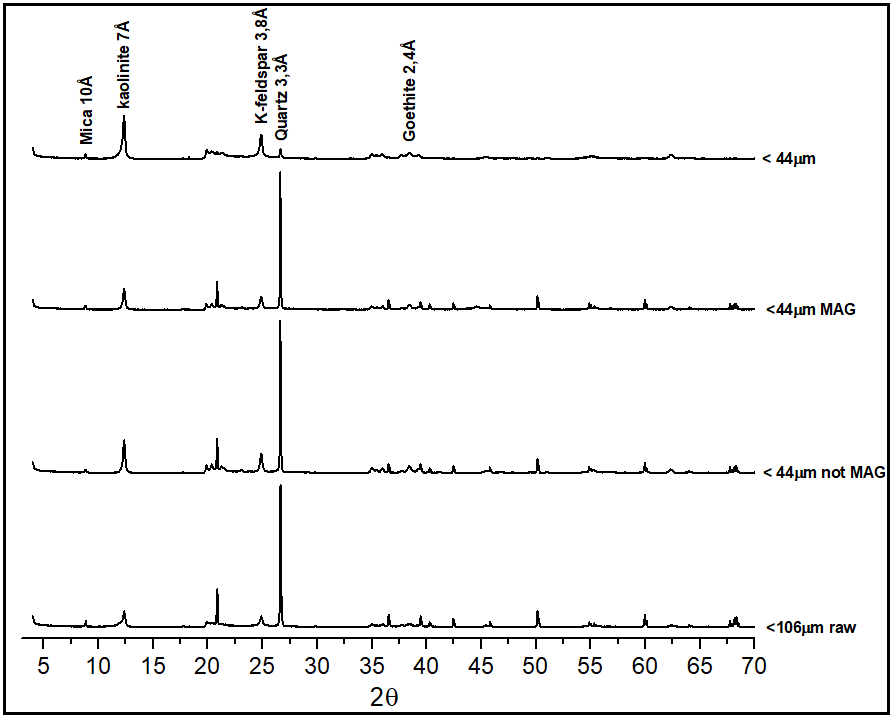 Mica 10Å
kaolinite 7Å
K-feldspar 3,8Å
Quartz 3,3Å
Goethite 2,4Å
< 44µm
<44µm MAG
< 44µm not MAG
<106µm raw
5 10 15 20 25 30 35 40 45 50 55 60 65 70
2θ